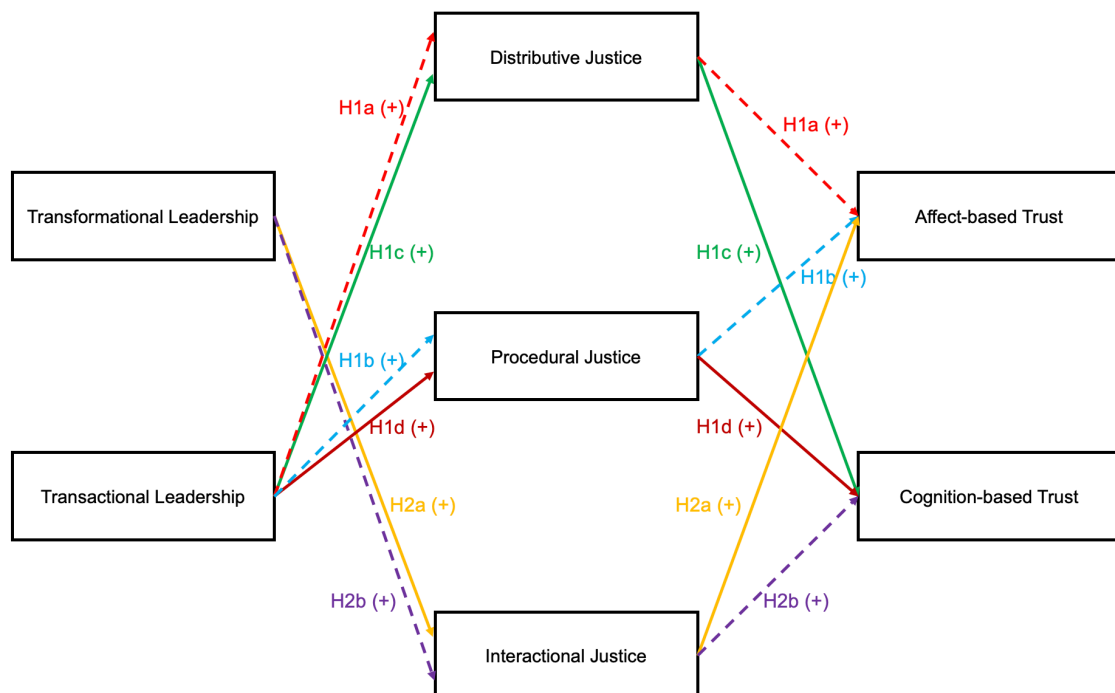 Distributive Justice
H1a (+)
H1a (+)
Transformational Leadership
Affect-based Trust
H1c (+)
H1c (+)
H1b (+)
Procedural Justice
H1b (+)
H1d (+)
H1d (+)
Transactional Leadership
Cognition-based Trust
H2a (+)
H2a (+)
H2b (+)
H2b (+)
Interactional Justice